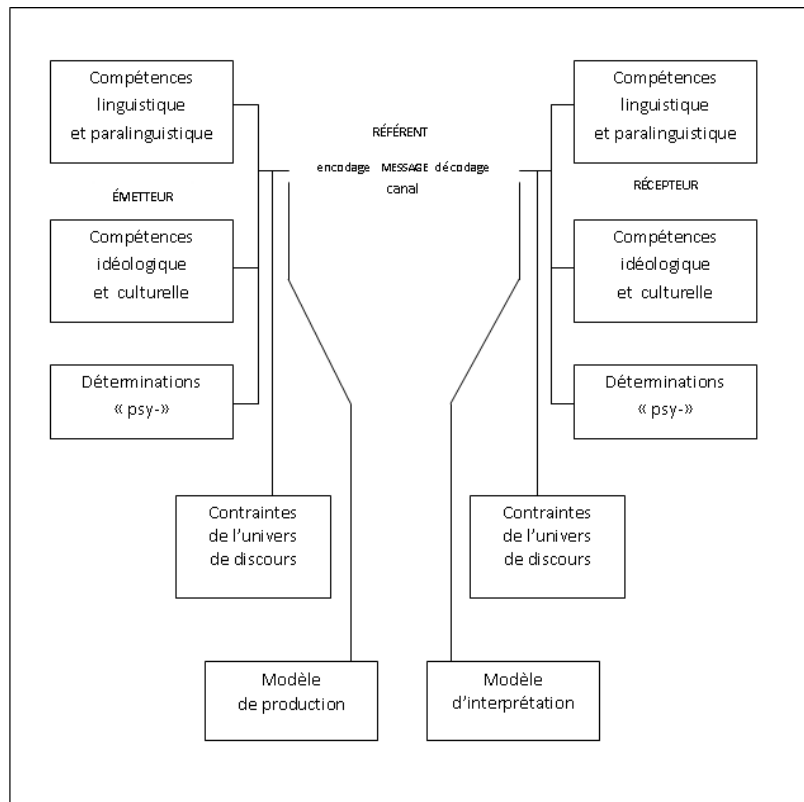 Compétences
linguistique
et paralinguistique
Compétences
linguistique
et paralinguistique
RÉFÉRENT
encodage MESSAGE décodage
canal
ÉMETTEUR
RÉCEPTEUR
Compétences
idéologique
et culturelle
Compétences
idéologique
et culturelle
Déterminations
« psy-»
Déterminations
« psy-»
Contraintes
de l'univers
de discours
Contraintes
de l'univers
de discours
Modèle
de production
Modèle
d'interprétation